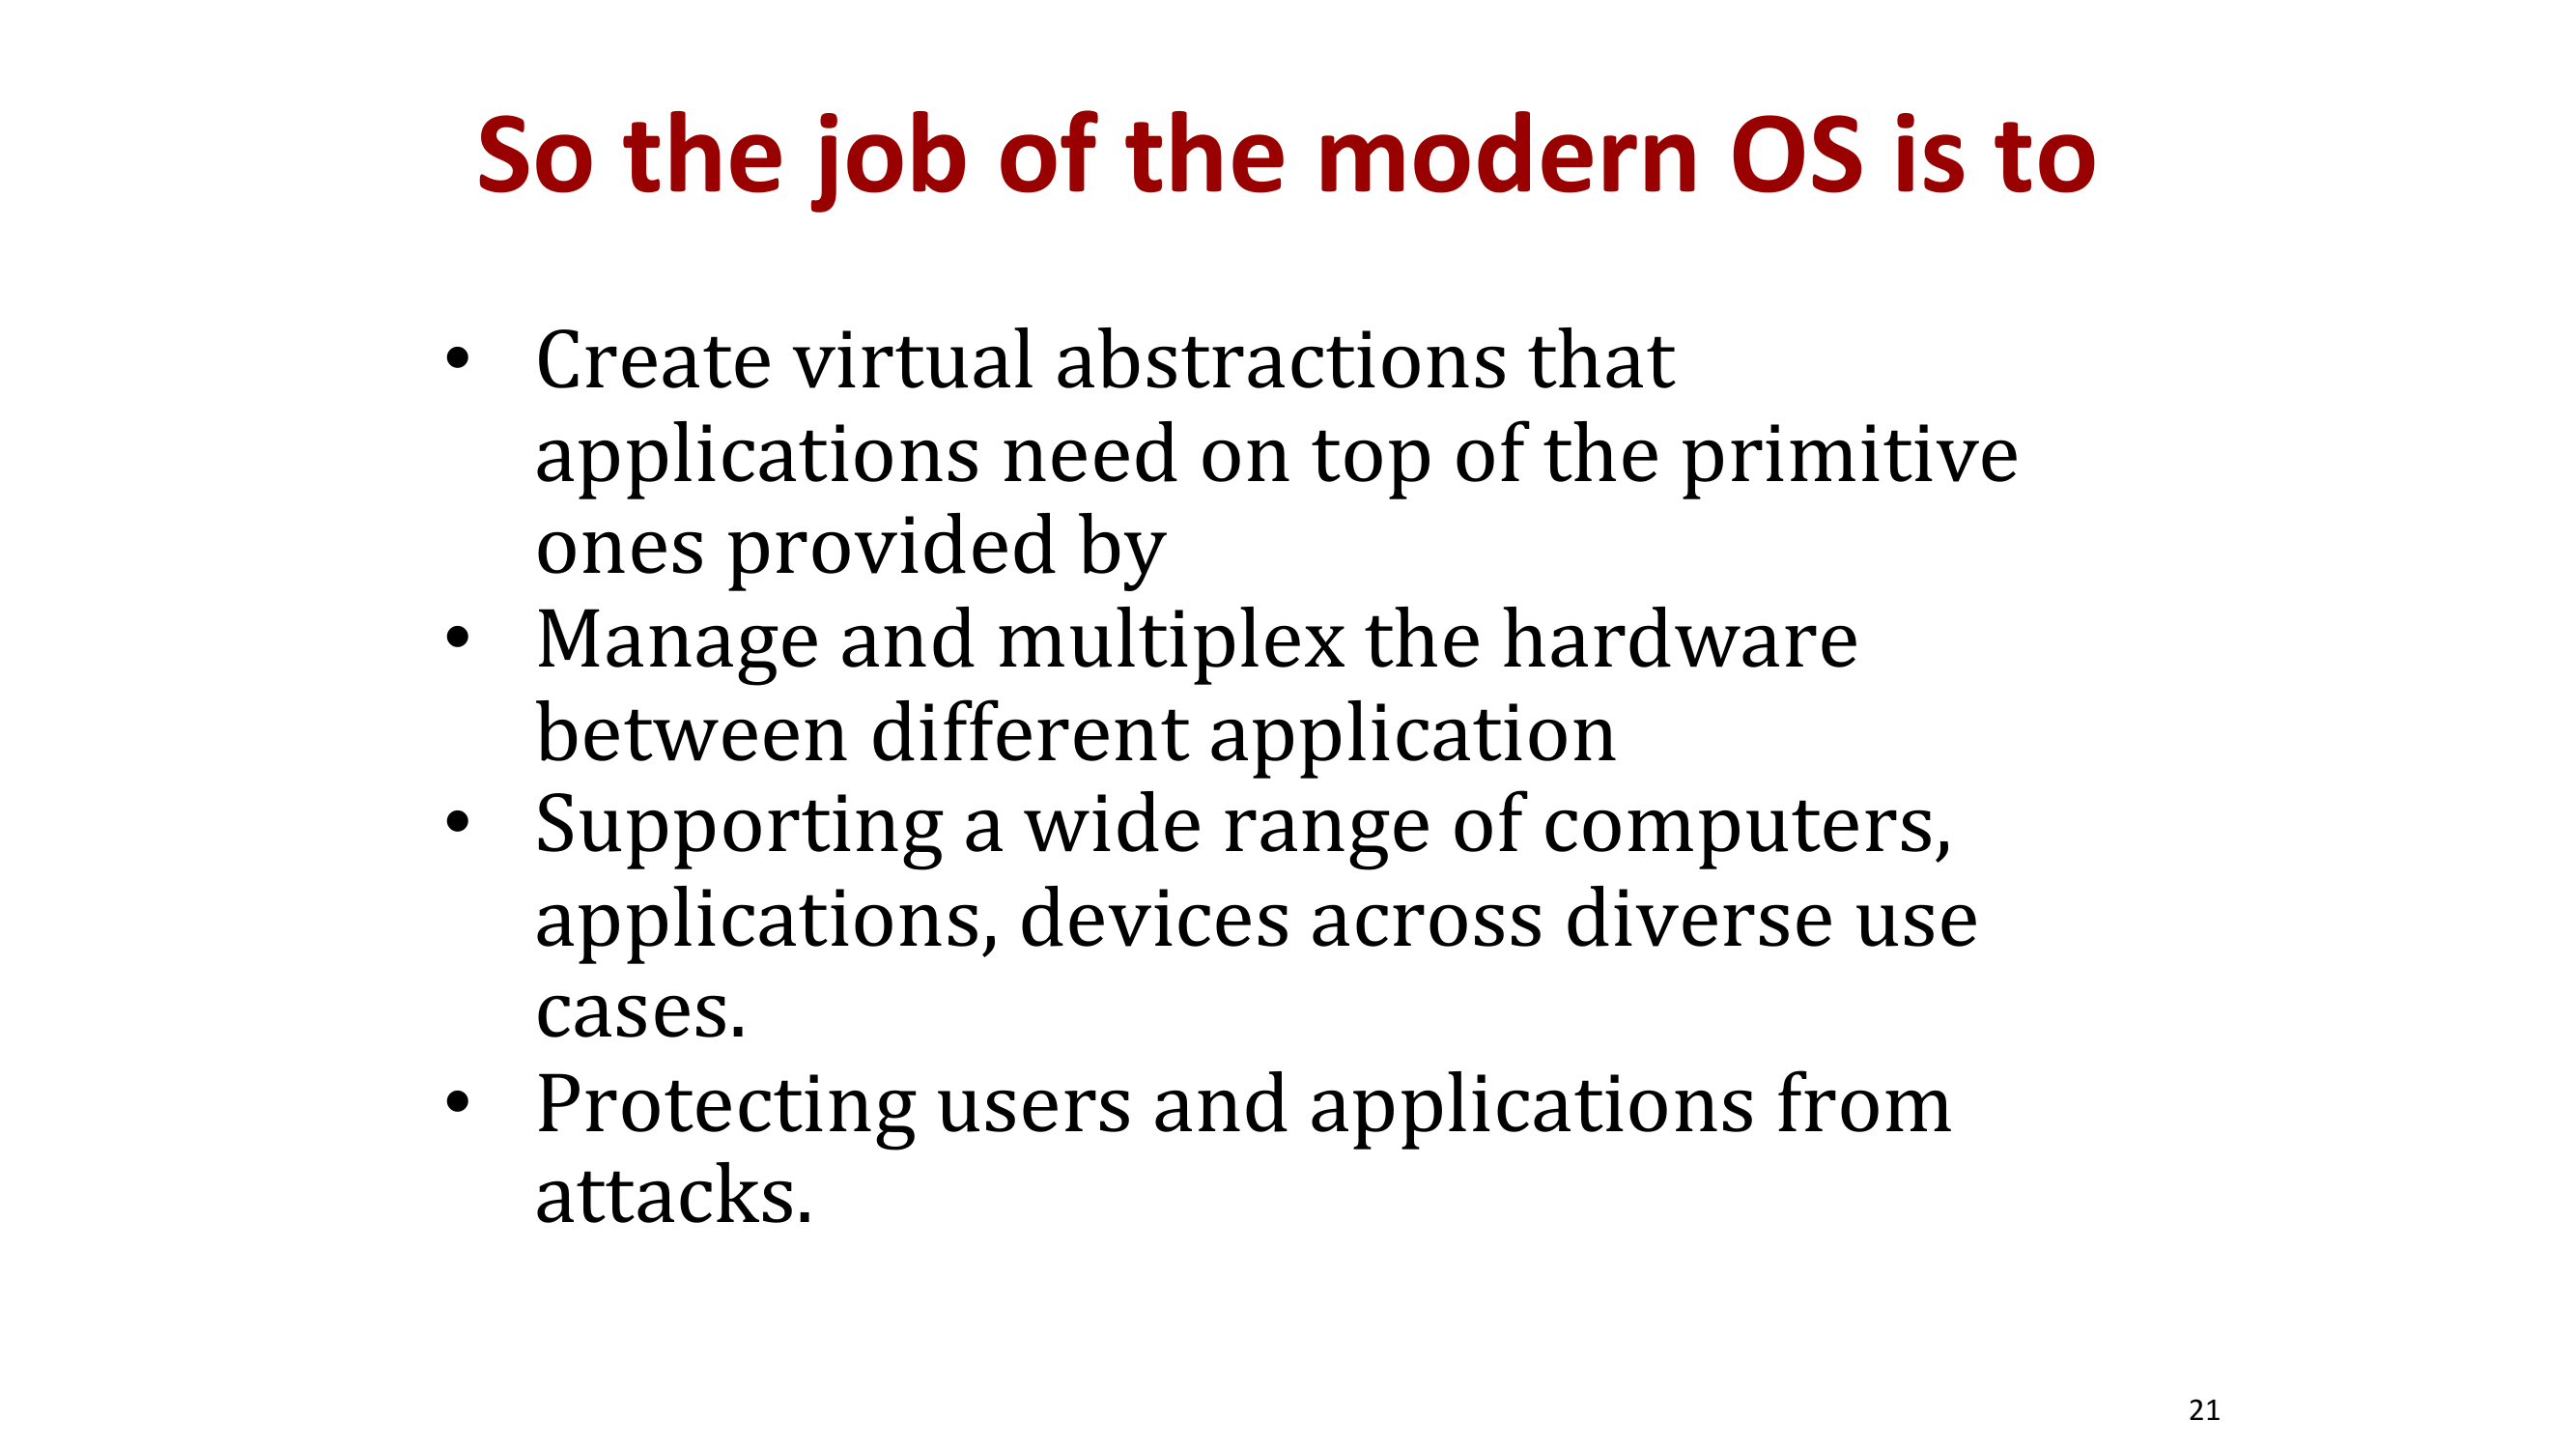 So the job of the modern OS is to
• Create virtual abstractions that
applications need on top of the primitive
ones provided by
• Manage and multiplex the hardware
between different application
• Supporting a wide range of computers,
applications, devices across diverse use
cases.
• Protecting users and applications from
attacks.
21